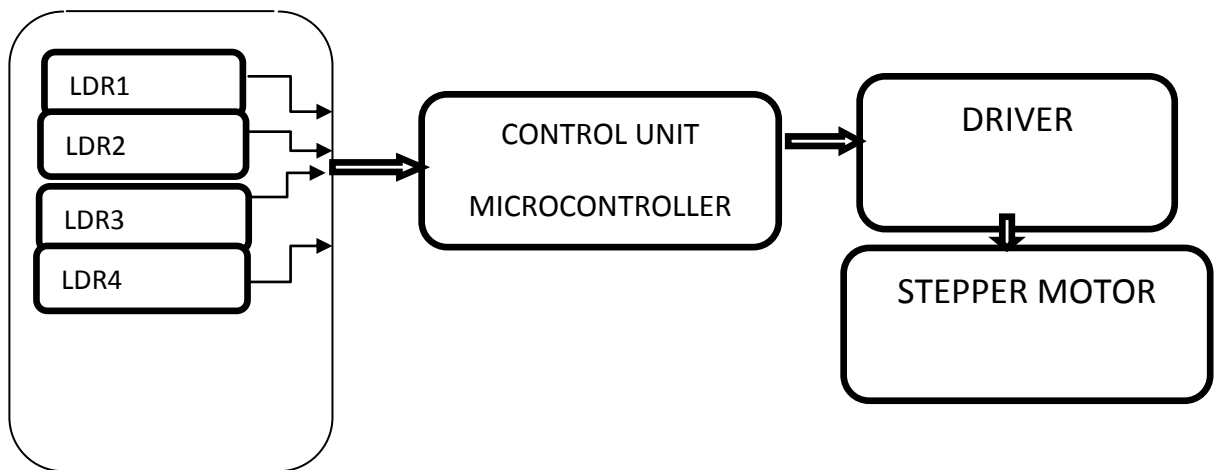 LDR1
LDR2
LDR3
LDR4
CONTROL UNIT
MICROCONTROLLER
DRIVER
STEPPER MOTOR